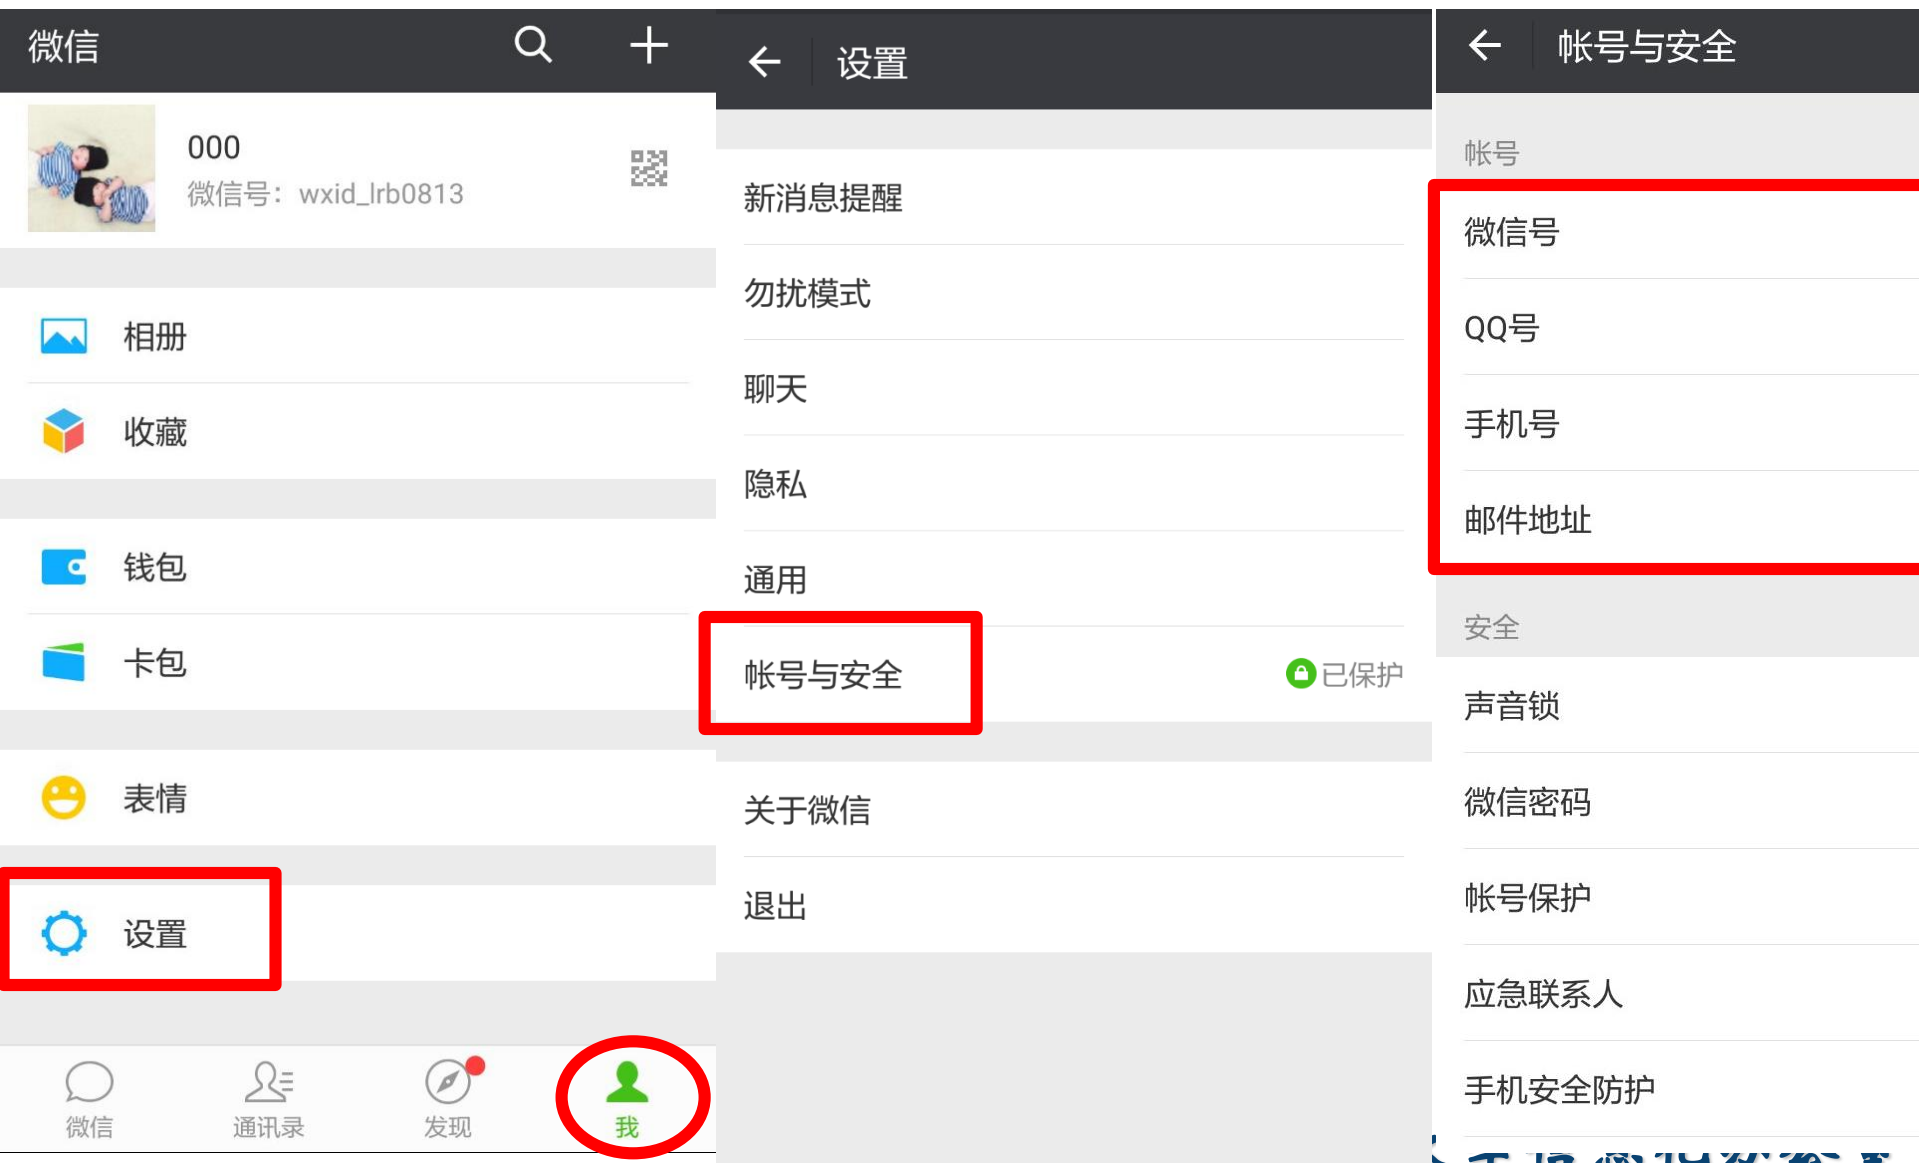 微信
000
微信号：wxid_lrb0813
相册
收藏
钱包
卡包
表情
设置
微信
通讯录
发现
我
设置
新消息提醒
勿扰模式
聊天
隐私
通用
帐号与安全
已保护
关于微信
退出
帐号与安全
帐号
微信号
QQ号
手机号
邮件地址
安全
声音锁
微信密码
帐号保护
应急联系人
手机安全防护